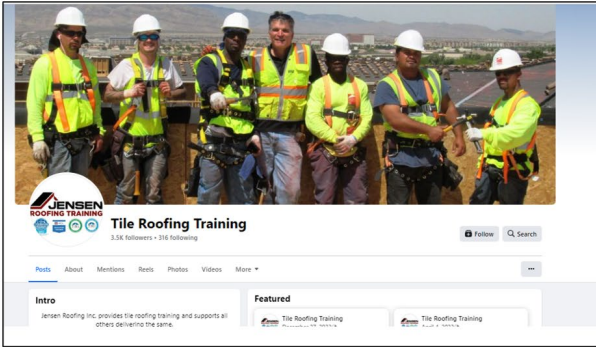 JENSEN
ROOFING TRAINING
Tile Roofing Training
3.5K followers • 316 following
Follow
Search
Posts
About
Mentions
Reels
Photos
Videos
More
Intro
Jensen Roofing Inc. provides tile roofing training and supports all
others delivering the same.
Featured
Tile Roofing Training
Tile Roofing Training